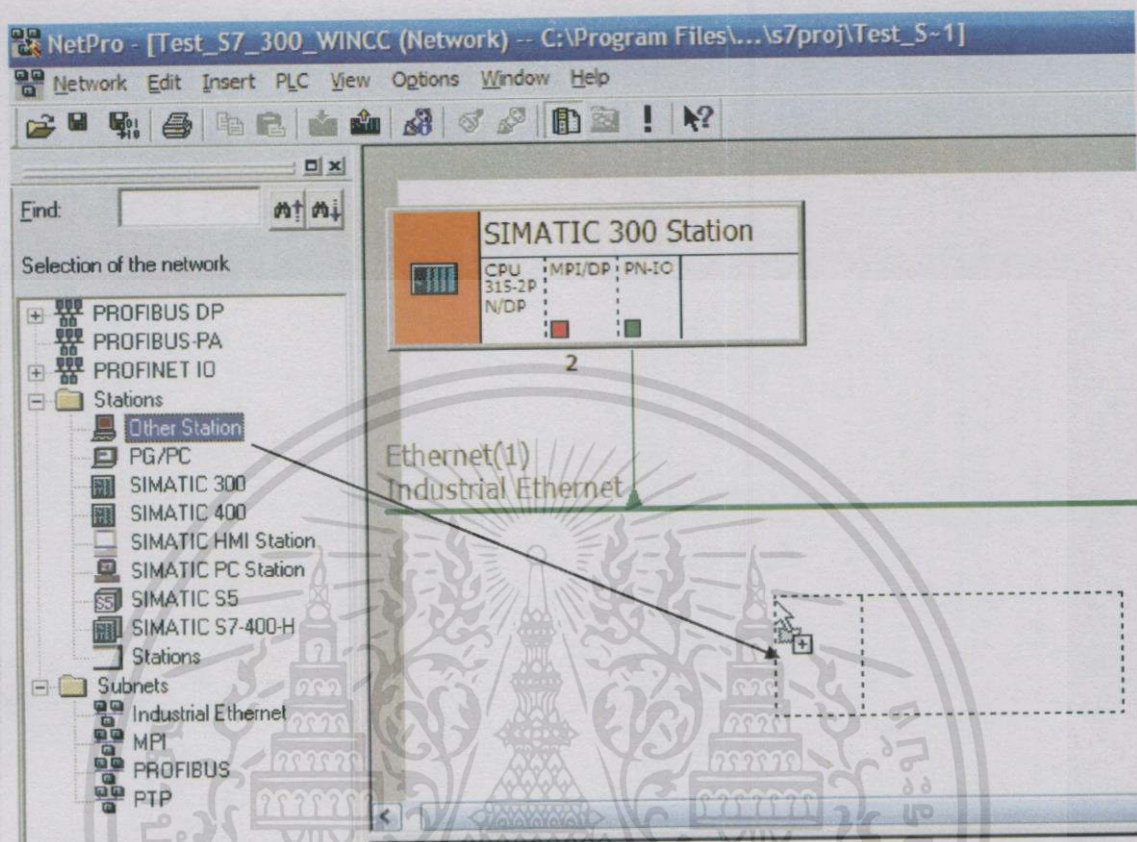 NetPro - [Test_S7_300_WINCC (Network) -- C:\Program Files\...\s7proj\Test_S~1]
Network Edit Insert PLC View Options Window Help
Find:
Selection of the network
PROFIBUS DP
PROFIBUS-PA
PROFINET IO
Stations
Other Station
PG/PC
SIMATIC 300
SIMATIC 400
SIMATIC HMI Station
SIMATIC PC Station
SIMATIC S5
SIMATIC S7-400-H
Stations
Subnets
Industrial Ethernet
MPI
PROFIBUS
PTP
SIMATIC 300 Station
CPU
315-2P
N/DP
MPI/DP
PN-IO
2
Ethernet(1)
Industrial Ethernet